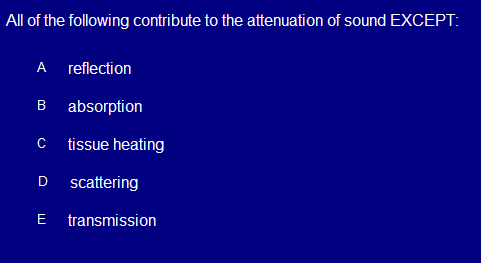 All of the following contribute to the attenuation of sound EXCEPT:
A reflection
B absorption
C tissue heating
D scattering
E transmission